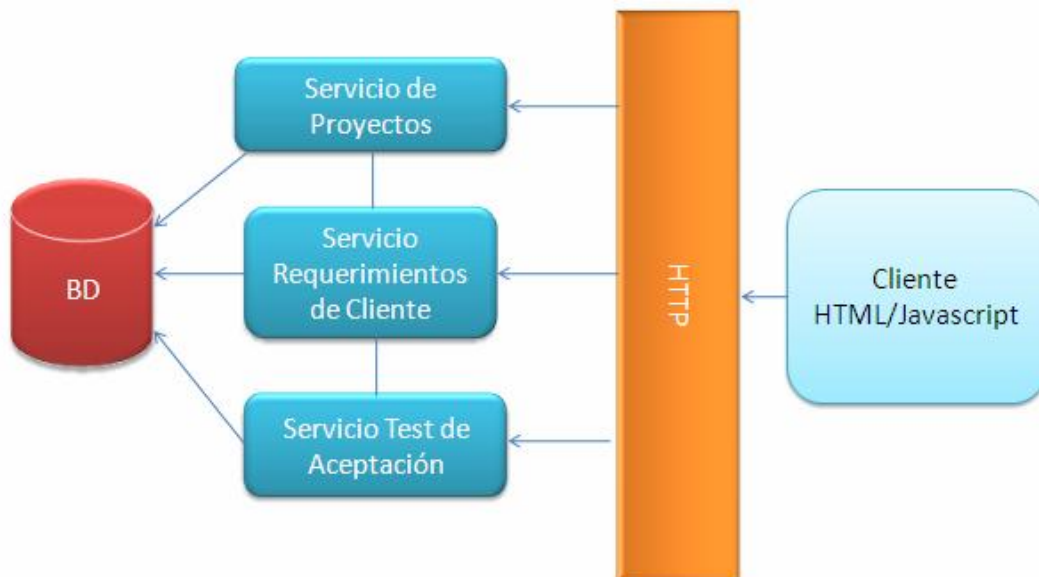 Servicio de
Proyectos
BD
Servicio
Requerimientos
de Cliente
Servicio Test de
Aceptación
HTTP
Cliente
HTML/Javascript